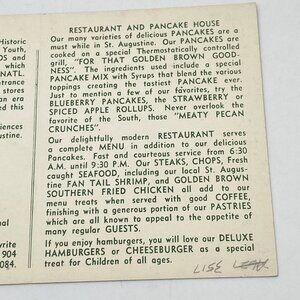 RESTAURANT AND PANCAKE HOUSE
Our many varieties of delicious PANCAKES are a
must while in St. Augustine. Our PANCAKES are
cooked on a special Thermostatically controlled
grill, "FOR THAT GOLDEN BROWN GOOD-
NESS". The ingredients used include a special
PANCAKE MIX with Syrups that blend the various
toppings creating the tastiest PANCAKE ever.
Just to mention a few of our favorites, try the
BLUEBERRY PANCAKES, the STRAWBERRY or
SPICED APPLE ROLLUPS. Never overlook the
favorite of the South, those "MEATY PECAN
CRUNCHES".
Our delightfully modern RESTAURANT serves
a complete MENU in addition to our delicious
Pancakes. Fast and courteous service from 6:30
A.M. until 9:30 P.M. Our STEAKS, CHOPS, Fresh
caught SEAFOOD, including our local St. Augus-
tine FAN TAIL SHRIMP, and GOLDEN BROWN
SOUTHERN FRIED CHICKEN all add to our
menu treats when served with good COFFEE,
finishing with a generous portion of our PASTRIES
which are all known to appeal to the appetite of
many regular GUESTS.
If you enjoy hamburgers, you will love our DELUXE
HAMBURGERS or CHEESEBURGER as a special
treat for Children of all ages.
Historic
Youth,
DS and
which
NATL.
ntrance
stores
and
ed
iences
ustine.
al
write
904
084.